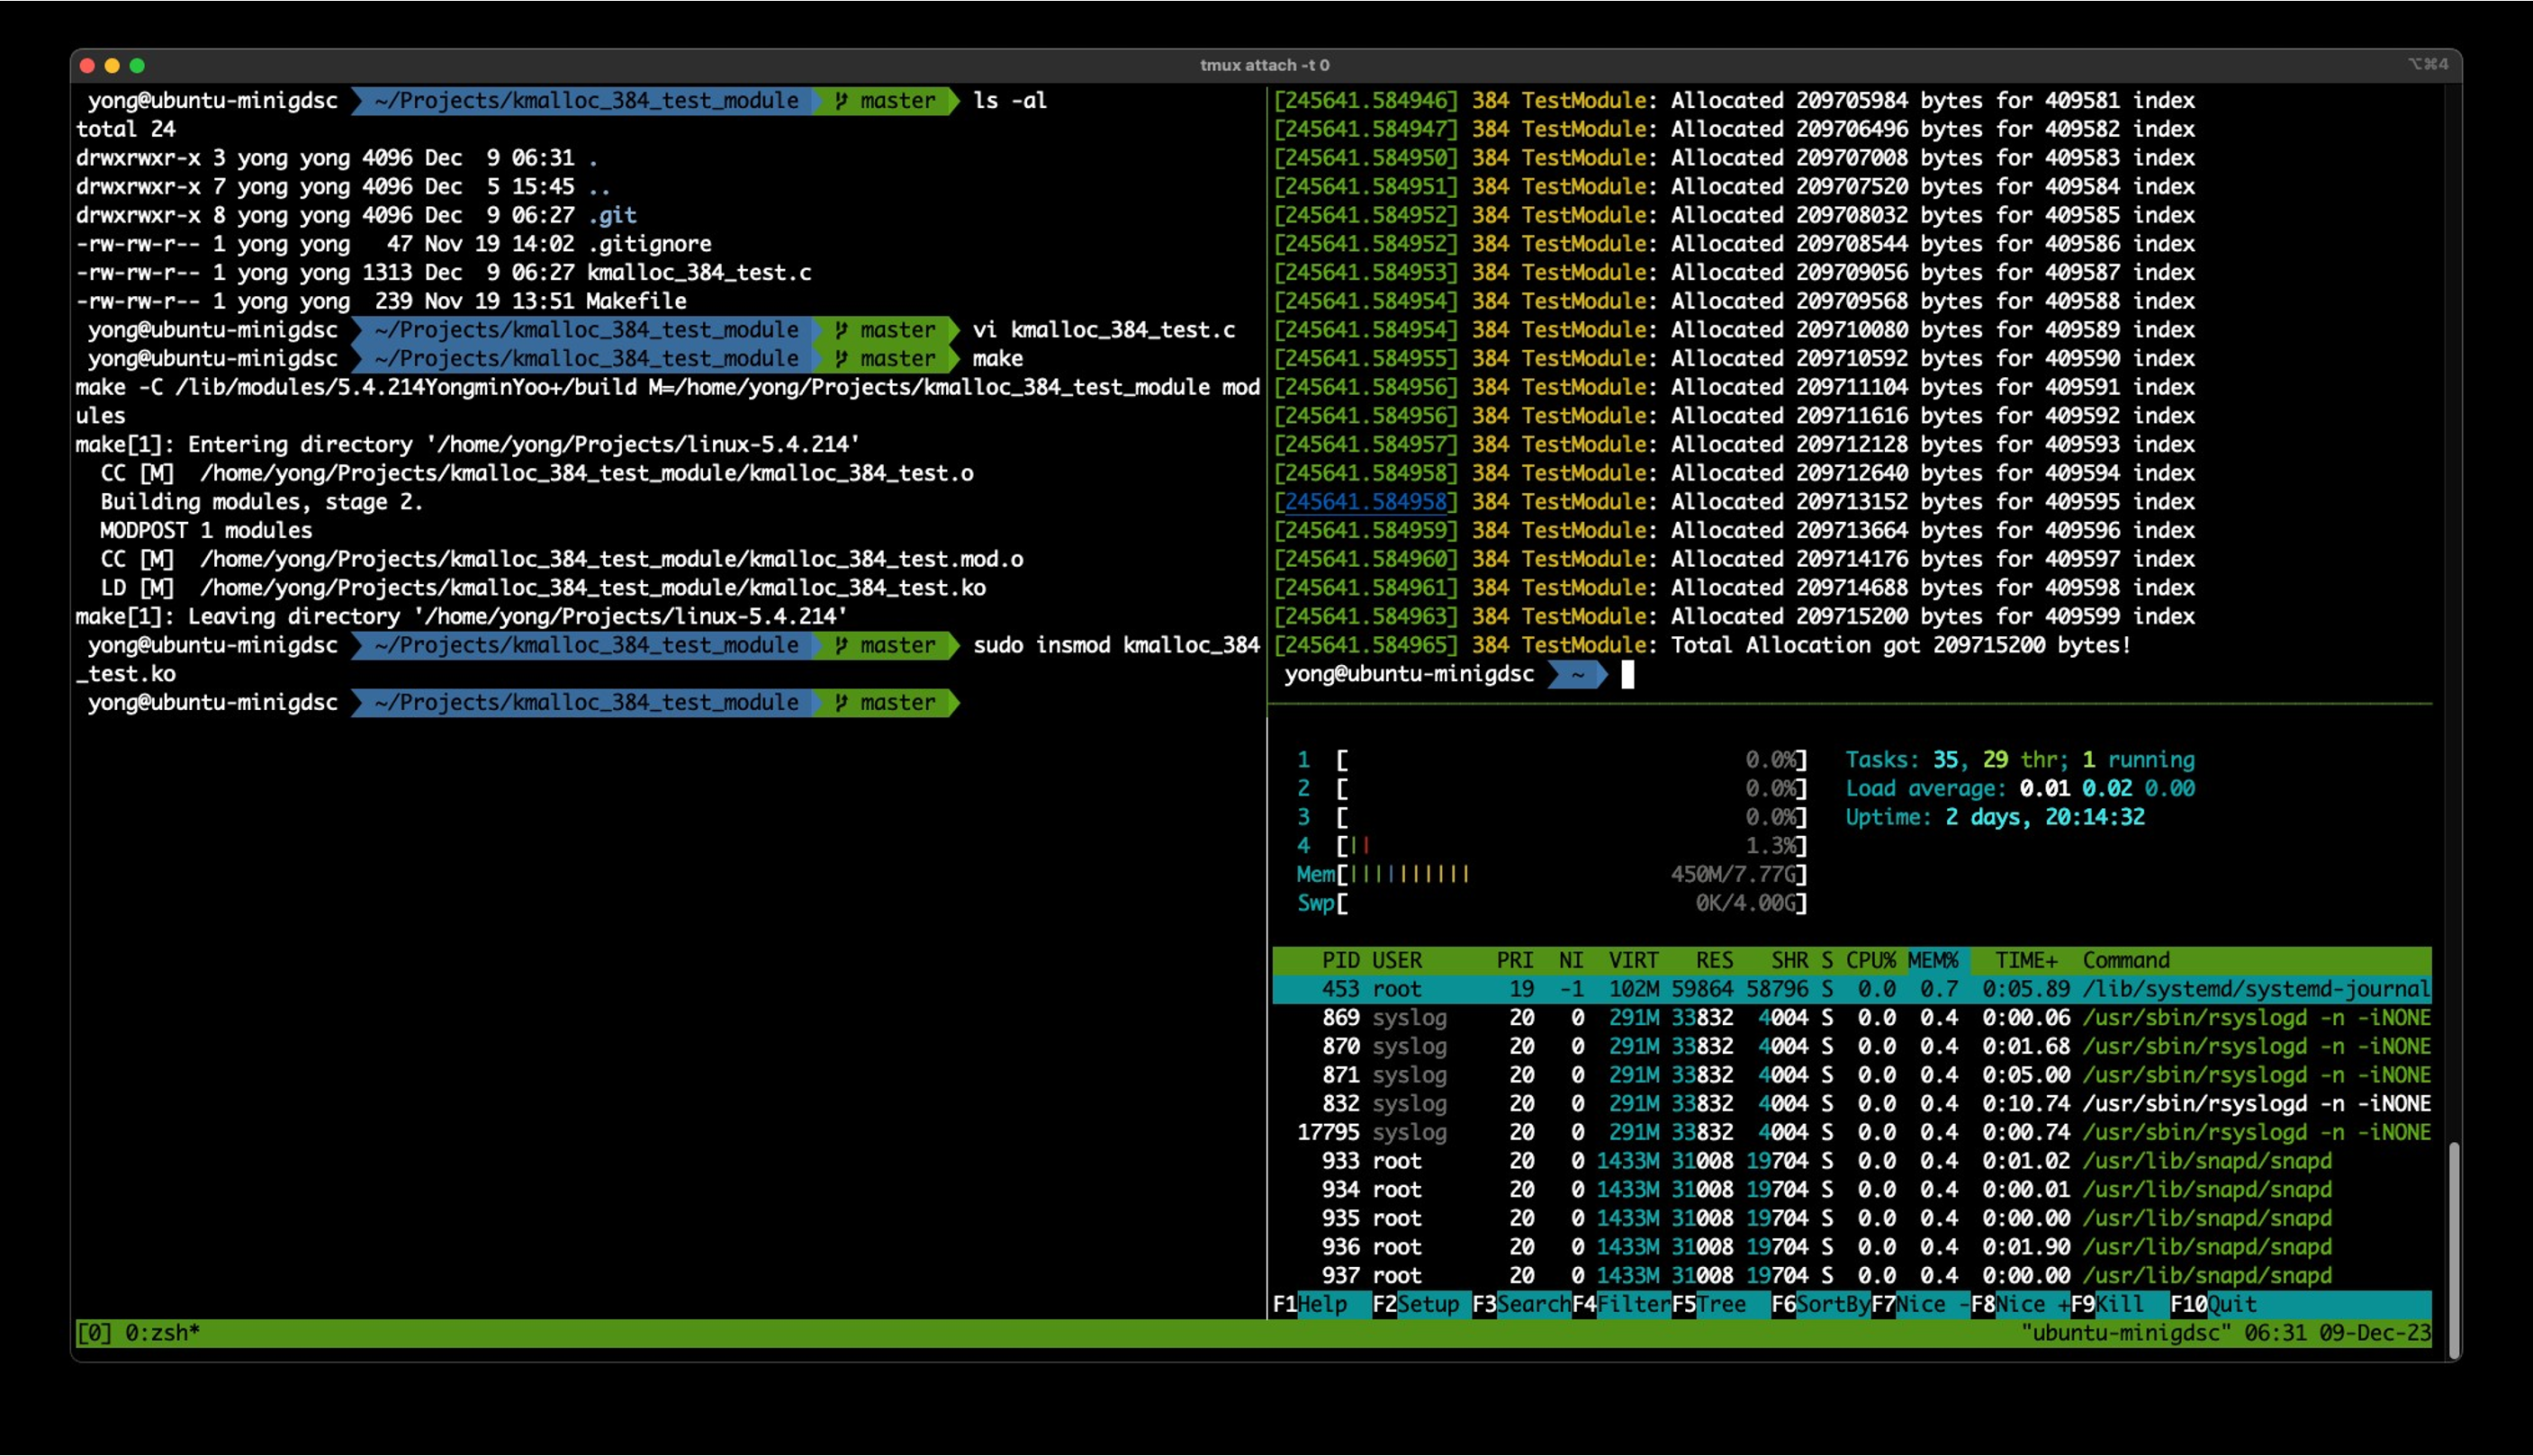 tmux attach -t 0
⌥⌘4
yong@ubuntu-minigdsc ~/Projects/kmalloc_384_test_module master ls -al
total 24
drwxrwxr-x 3 yong yong 4096 Dec  9 06:31 .
drwxrwxr-x 7 yong yong 4096 Dec  5 15:45 ..
drwxrwxr-x 8 yong yong 4096 Dec  9 06:27 .git
-rw-rw-r-- 1 yong yong   47 Nov 19 14:02 .gitignore
-rw-rw-r-- 1 yong yong 1313 Dec  9 06:27 kmalloc_384_test.c
-rw-rw-r-- 1 yong yong  239 Nov 19 13:51 Makefile
yong@ubuntu-minigdsc ~/Projects/kmalloc_384_test_module master vi kmalloc_384_test.c
yong@ubuntu-minigdsc ~/Projects/kmalloc_384_test_module master make
make -C /lib/modules/5.4.214YongminYoo+/build M=/home/yong/Projects/kmalloc_384_test_module mod
ules
make[1]: Entering directory '/home/yong/Projects/linux-5.4.214'
CC [M]  /home/yong/Projects/kmalloc_384_test_module/kmalloc_384_test.o
Building modules, stage 2.
MODPOST 1 modules
CC [M]  /home/yong/Projects/kmalloc_384_test_module/kmalloc_384_test.mod.o
LD [M]  /home/yong/Projects/kmalloc_384_test_module/kmalloc_384_test.ko
make[1]: Leaving directory '/home/yong/Projects/linux-5.4.214'
yong@ubuntu-minigdsc ~/Projects/kmalloc_384_test_module master sudo insmod kmalloc_384
_test.ko
yong@ubuntu-minigdsc ~/Projects/kmalloc_384_test_module master
[245641.584946] 384 TestModule: Allocated 209705984 bytes for 409581 index
[245641.584947] 384 TestModule: Allocated 209706496 bytes for 409582 index
[245641.584950] 384 TestModule: Allocated 209707008 bytes for 409583 index
[245641.584951] 384 TestModule: Allocated 209707520 bytes for 409584 index
[245641.584952] 384 TestModule: Allocated 209708032 bytes for 409585 index
[245641.584952] 384 TestModule: Allocated 209708544 bytes for 409586 index
[245641.584953] 384 TestModule: Allocated 209709056 bytes for 409587 index
[245641.584954] 384 TestModule: Allocated 209709568 bytes for 409588 index
[245641.584954] 384 TestModule: Allocated 209710080 bytes for 409589 index
[245641.584955] 384 TestModule: Allocated 209710592 bytes for 409590 index
[245641.584956] 384 TestModule: Allocated 209711104 bytes for 409591 index
[245641.584956] 384 TestModule: Allocated 209711616 bytes for 409592 index
[245641.584957] 384 TestModule: Allocated 209712128 bytes for 409593 index
[245641.584958] 384 TestModule: Allocated 209712640 bytes for 409594 index
[245641.584958] 384 TestModule: Allocated 209713152 bytes for 409595 index
[245641.584959] 384 TestModule: Allocated 209713664 bytes for 409596 index
[245641.584960] 384 TestModule: Allocated 209714176 bytes for 409597 index
[245641.584961] 384 TestModule: Allocated 209714688 bytes for 409598 index
[245641.584963] 384 TestModule: Allocated 209715200 bytes for 409599 index
[245641.584965] 384 TestModule: Total Allocation got 209715200 bytes!
yong@ubuntu-minigdsc ~
1 [ 0.0%] Tasks: 35, 29 thr; 1 running
2 [ 0.0%] Load average: 0.01 0.02 0.00
3 [ 0.0%] Uptime: 2 days, 20:14:32
4 [|| 1.3%]
Mem[|||||||||| 450M/7.77G]
Swp[ 0K/4.00G]
PID USER PRI NI VIRT RES SHR S CPU% MEM% TIME+ Command
453 root 19 -1 102M 59864 58796 S 0.0 0.7 0:05.89 /lib/systemd/systemd-journal
869 syslog 20 0 291M 33832 4004 S 0.0 0.4 0:00.06 /usr/sbin/rsyslogd -n -iNONE
870 syslog 20 0 291M 33832 4004 S 0.0 0.4 0:01.68 /usr/sbin/rsyslogd -n -iNONE
871 syslog 20 0 291M 33832 4004 S 0.0 0.4 0:05.00 /usr/sbin/rsyslogd -n -iNONE
832 syslog 20 0 291M 33832 4004 S 0.0 0.4 0:10.74 /usr/sbin/rsyslogd -n -iNONE
17795 syslog 20 0 291M 33832 4004 S 0.0 0.4 0:00.74 /usr/sbin/rsyslogd -n -iNONE
933 root 20 0 1433M 31008 19704 S 0.0 0.4 0:01.02 /usr/lib/snapd/snapd
934 root 20 0 1433M 31008 19704 S 0.0 0.4 0:00.01 /usr/lib/snapd/snapd
935 root 20 0 1433M 31008 19704 S 0.0 0.4 0:00.00 /usr/lib/snapd/snapd
936 root 20 0 1433M 31008 19704 S 0.0 0.4 0:01.90 /usr/lib/snapd/snapd
937 root 20 0 1433M 31008 19704 S 0.0 0.4 0:00.00 /usr/lib/snapd/snapd
F1Help F2Setup F3SearchF4FilterF5Tree F6SortByF7Nice -F8Nice +F9Kill F10Quit
[0] 0:zsh* "ubuntu-minigdsc" 06:31 09-Dec-23